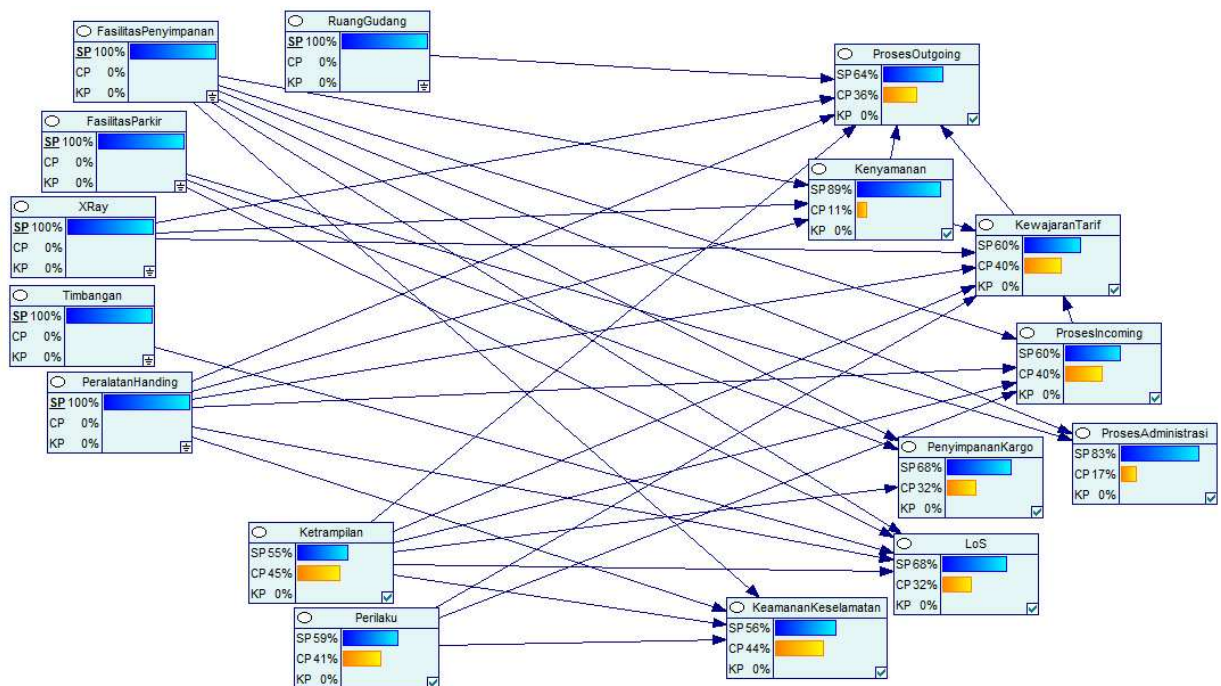 FasilitasPenyimpanan
SP 100%
CP 0%
KP 0%
RuangGudang
SP 100%
CP 0%
KP 0%
ProsesOutgoing
SP 64%
CP 36%
KP 0%
FasilitasParkir
SP 100%
CP 0%
KP 0%
Kenyamanan
SP 89%
CP 11%
KP 0%
XRay
SP 100%
CP 0%
KP 0%
KewajaranTarif
SP 60%
CP 40%
KP 0%
Timbangan
SP 100%
CP 0%
KP 0%
ProsesIncoming
SP 60%
CP 40%
KP 0%
PeralatanHanding
SP 100%
CP 0%
KP 0%
ProsesAdministrasi
SP 83%
CP 17%
KP 0%
PenyimpananKargo
SP 68%
CP 32%
KP 0%
Ketrampilan
SP 55%
CP 45%
KP 0%
LoS
SP 68%
CP 32%
KP 0%
KeamananKeselamatan
SP 56%
CP 44%
KP 0%
Perilaku
SP 59%
CP 41%
KP 0%